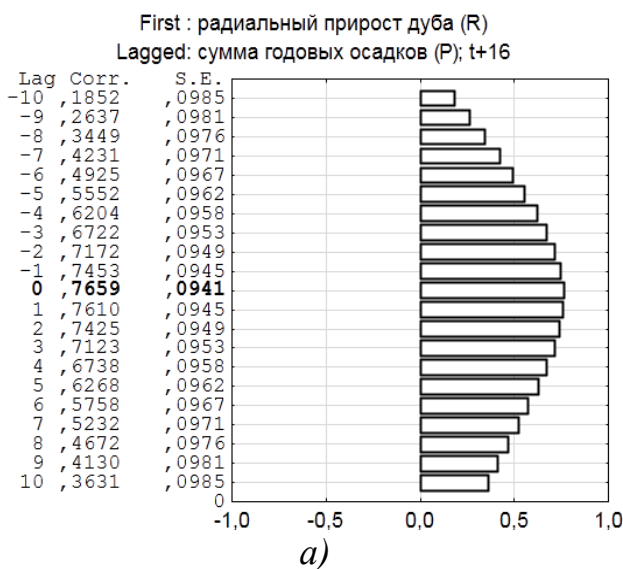 First : радиальный прирост дуба (R)
Lagged: сумма годовых осадков (P); t+16
Lag Corr. S.E.
-10 ,1852 ,0985
-9 ,2637 ,0981
-8 ,3449 ,0976
-7 ,4231 ,0971
-6 ,4925 ,0967
-5 ,5552 ,0962
-4 ,6204 ,0958
-3 ,6722 ,0953
-2 ,7172 ,0949
-1 ,7453 ,0945
0 ,7659 ,0941
1 ,7610 ,0945
2 ,7425 ,0949
3 ,7123 ,0953
4 ,6738 ,0958
5 ,6268 ,0962
6 ,5758 ,0967
7 ,5232 ,0971
8 ,4672 ,0976
9 ,4130 ,0981
10 ,3631 ,0985
0
-1,0 -0,5 0,0 0,5 1,0
а)